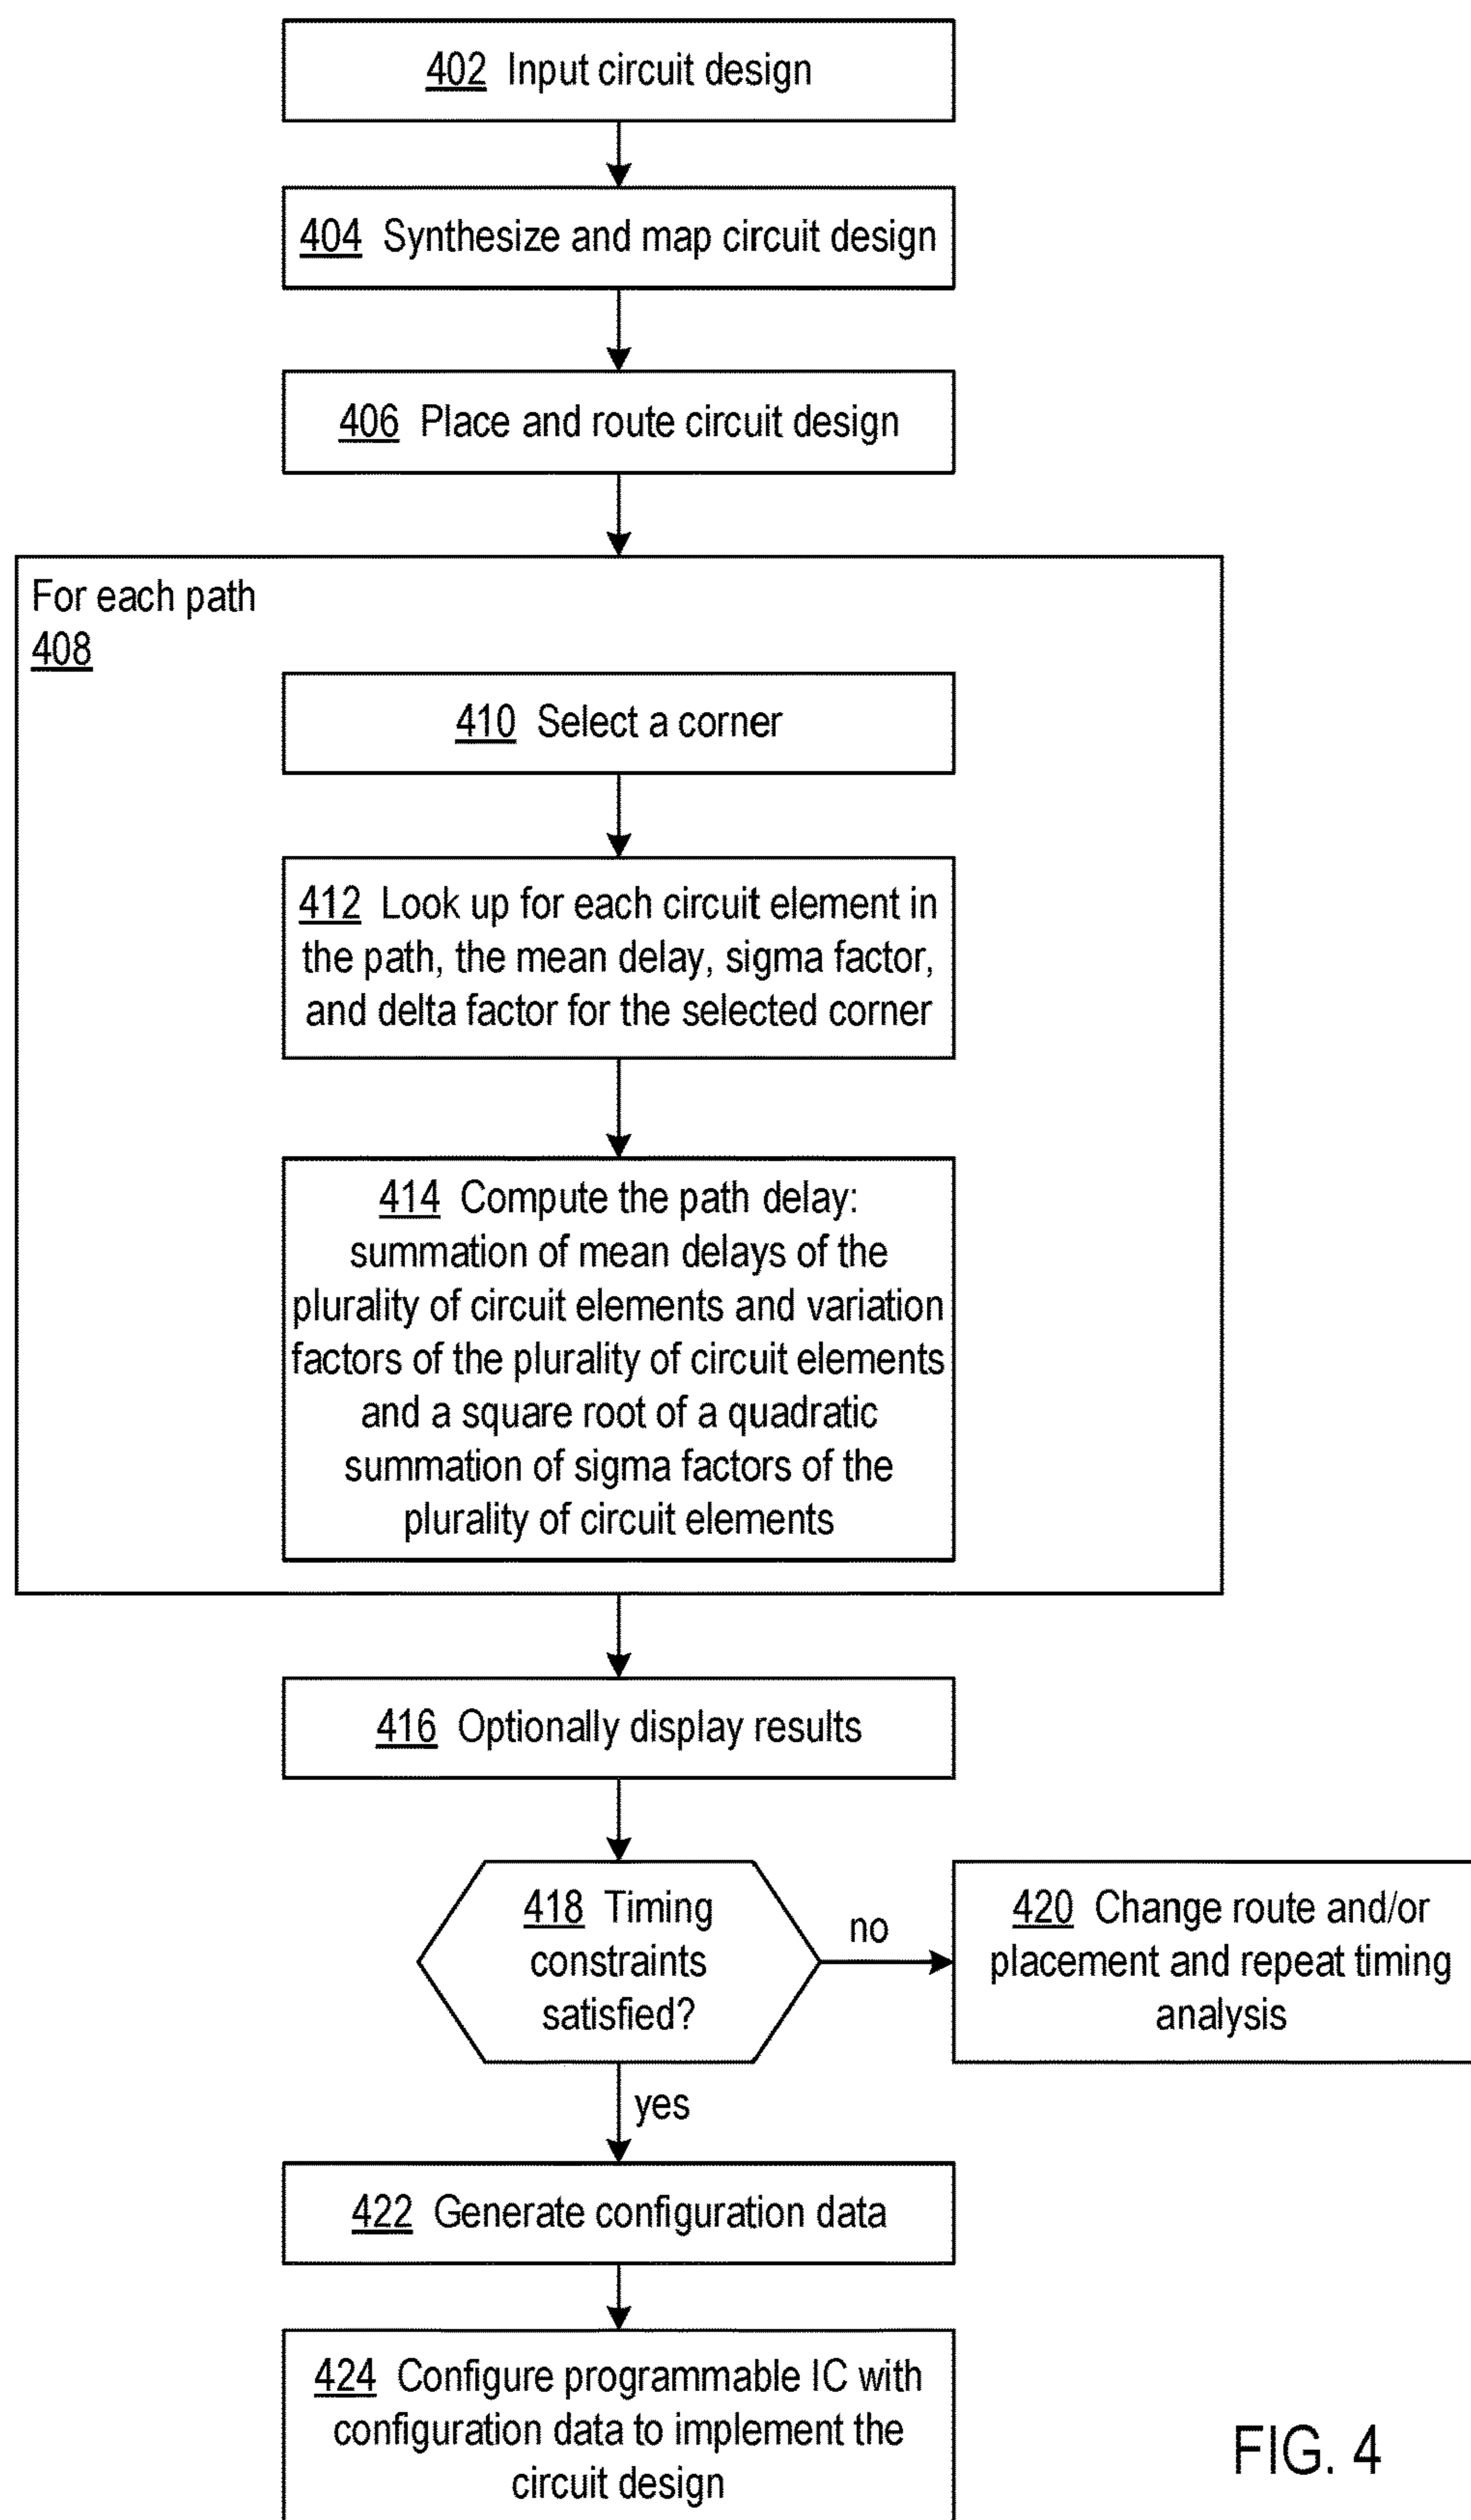 402 Input circuit design
404 Synthesize and map circuit design
406 Place and route circuit design
For each path
408
410 Select a corner
412 Look up for each circuit element in
the path, the mean delay, sigma factor,
and delta factor for the selected corner
414 Compute the path delay:
summation of mean delays of the
plurality of circuit elements and variation
factors of the plurality of circuit elements
and a square root of a quadratic
summation of sigma factors of the
plurality of circuit elements
416 Optionally display results
418 Timing
constraints
satisfied?
no
420 Change route and/or
placement and repeat timing
analysis
yes
422 Generate configuration data
424 Configure programmable IC with
configuration data to implement the
circuit design
FIG. 4